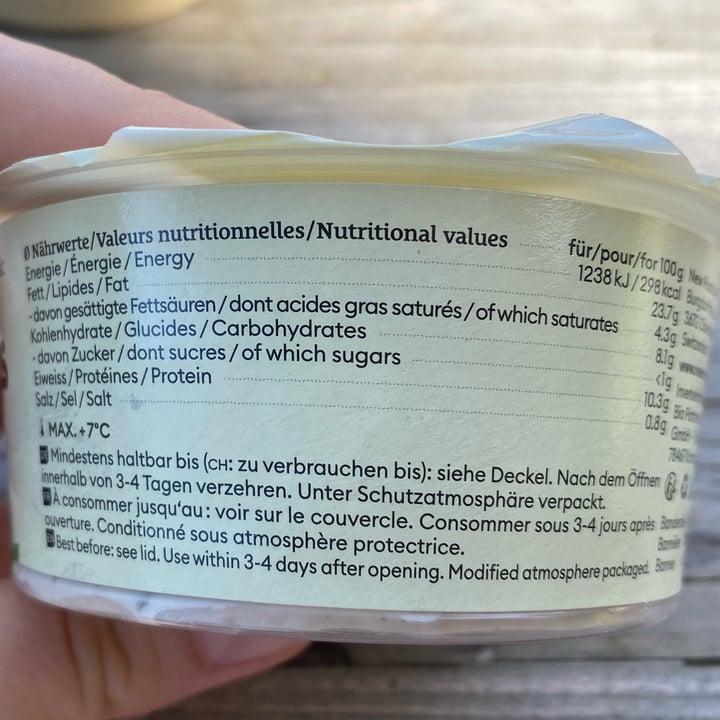 Ø Nährwerte/Valeurs nutritionnelles/Nutritional values für/pour/for 100g
Energie/Énergie/Energy 1238 kJ/298 kcal
Fett/Lipides/Fat 23.7g
-davon gesättigte Fettsäuren/dont acides gras saturés/of which saturates 4.3g
Kohlenhydrate/Glucides/Carbohydrates 8.1g
-davon Zucker/dont sucres/of which sugars <1g
Eiweiss/Protéines/Protein 10.3g
Salz/Sel/Salt 0.8g
MAX. +7°C
DE Mindestens haltbar bis (CH: zu verbrauchen bis): siehe Deckel. Nach dem Öffnen
innerhalb von 3-4 Tagen verzehren. Unter Schutzatmosphäre verpackt.
FR À consommer jusqu'au: voir sur le couvercle. Consommer sous 3-4 jours après
ouverture. Conditionné sous atmosphère protectrice.
EN Best before: see lid. Use within 3-4 days after opening. Modified atmosphere packaged.